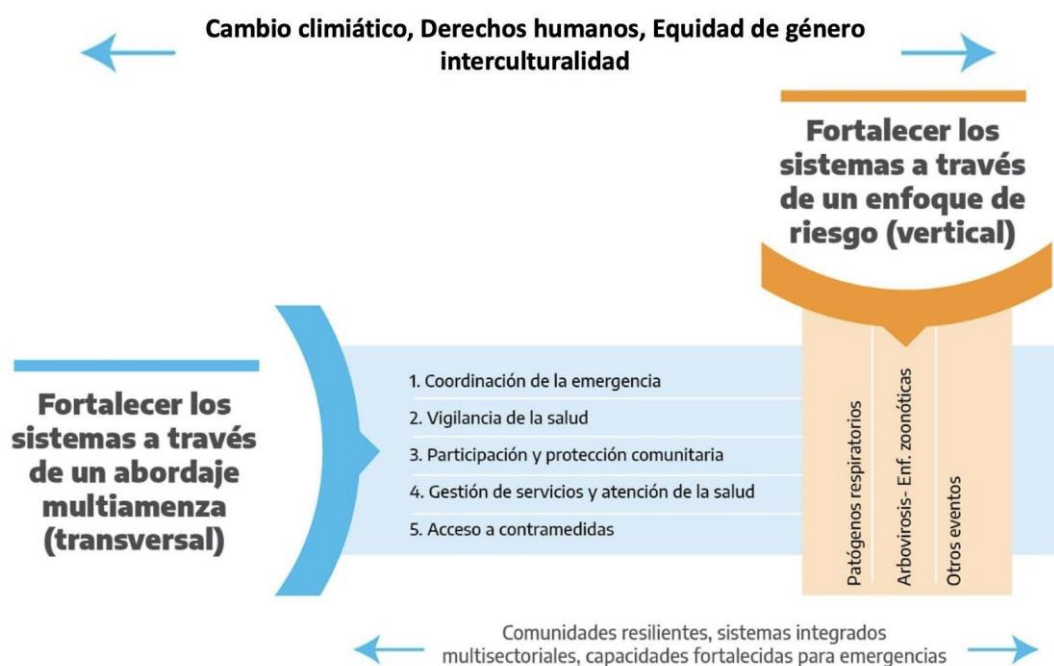 Cambio climiático, Derechos humanos, Equidad de género
interculturalidad
Fortalecer los
sistemas a través
de un enfoque de
riesgo (vertical)
Fortalecer los
sistemas a través
de un abordaje
multiamenza
(transversal)
1. Coordinación de la emergencia
2. Vigilancia de la salud
3. Participación y protección comunitaria
4. Gestión de servicios y atención de la salud
5. Acceso a contramedidas
Patógenos respiratorios
Arbovirosis- Enf. zoonóticas
Otros eventos
Comunidades resilientes, sistemas integrados
multisectoriales, capacidades fortalecidas para emergencias